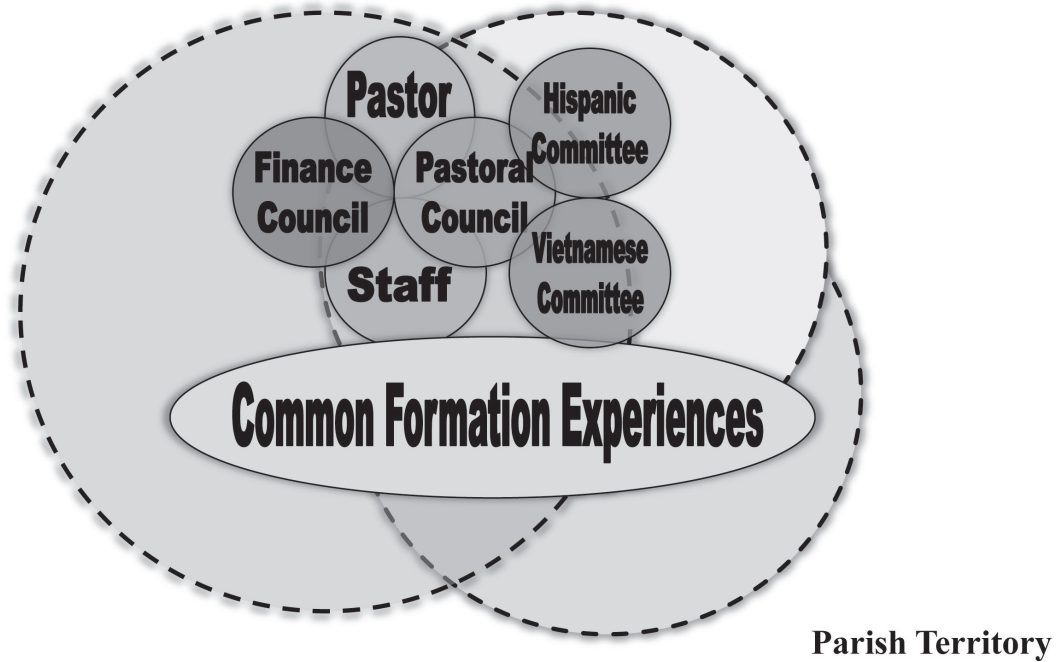 Pastor
Hispanic
Committee
Finance
Council
Pastoral
Council
Vietnamese
Committee
Staff
Common Formation Experiences
Parish Territory